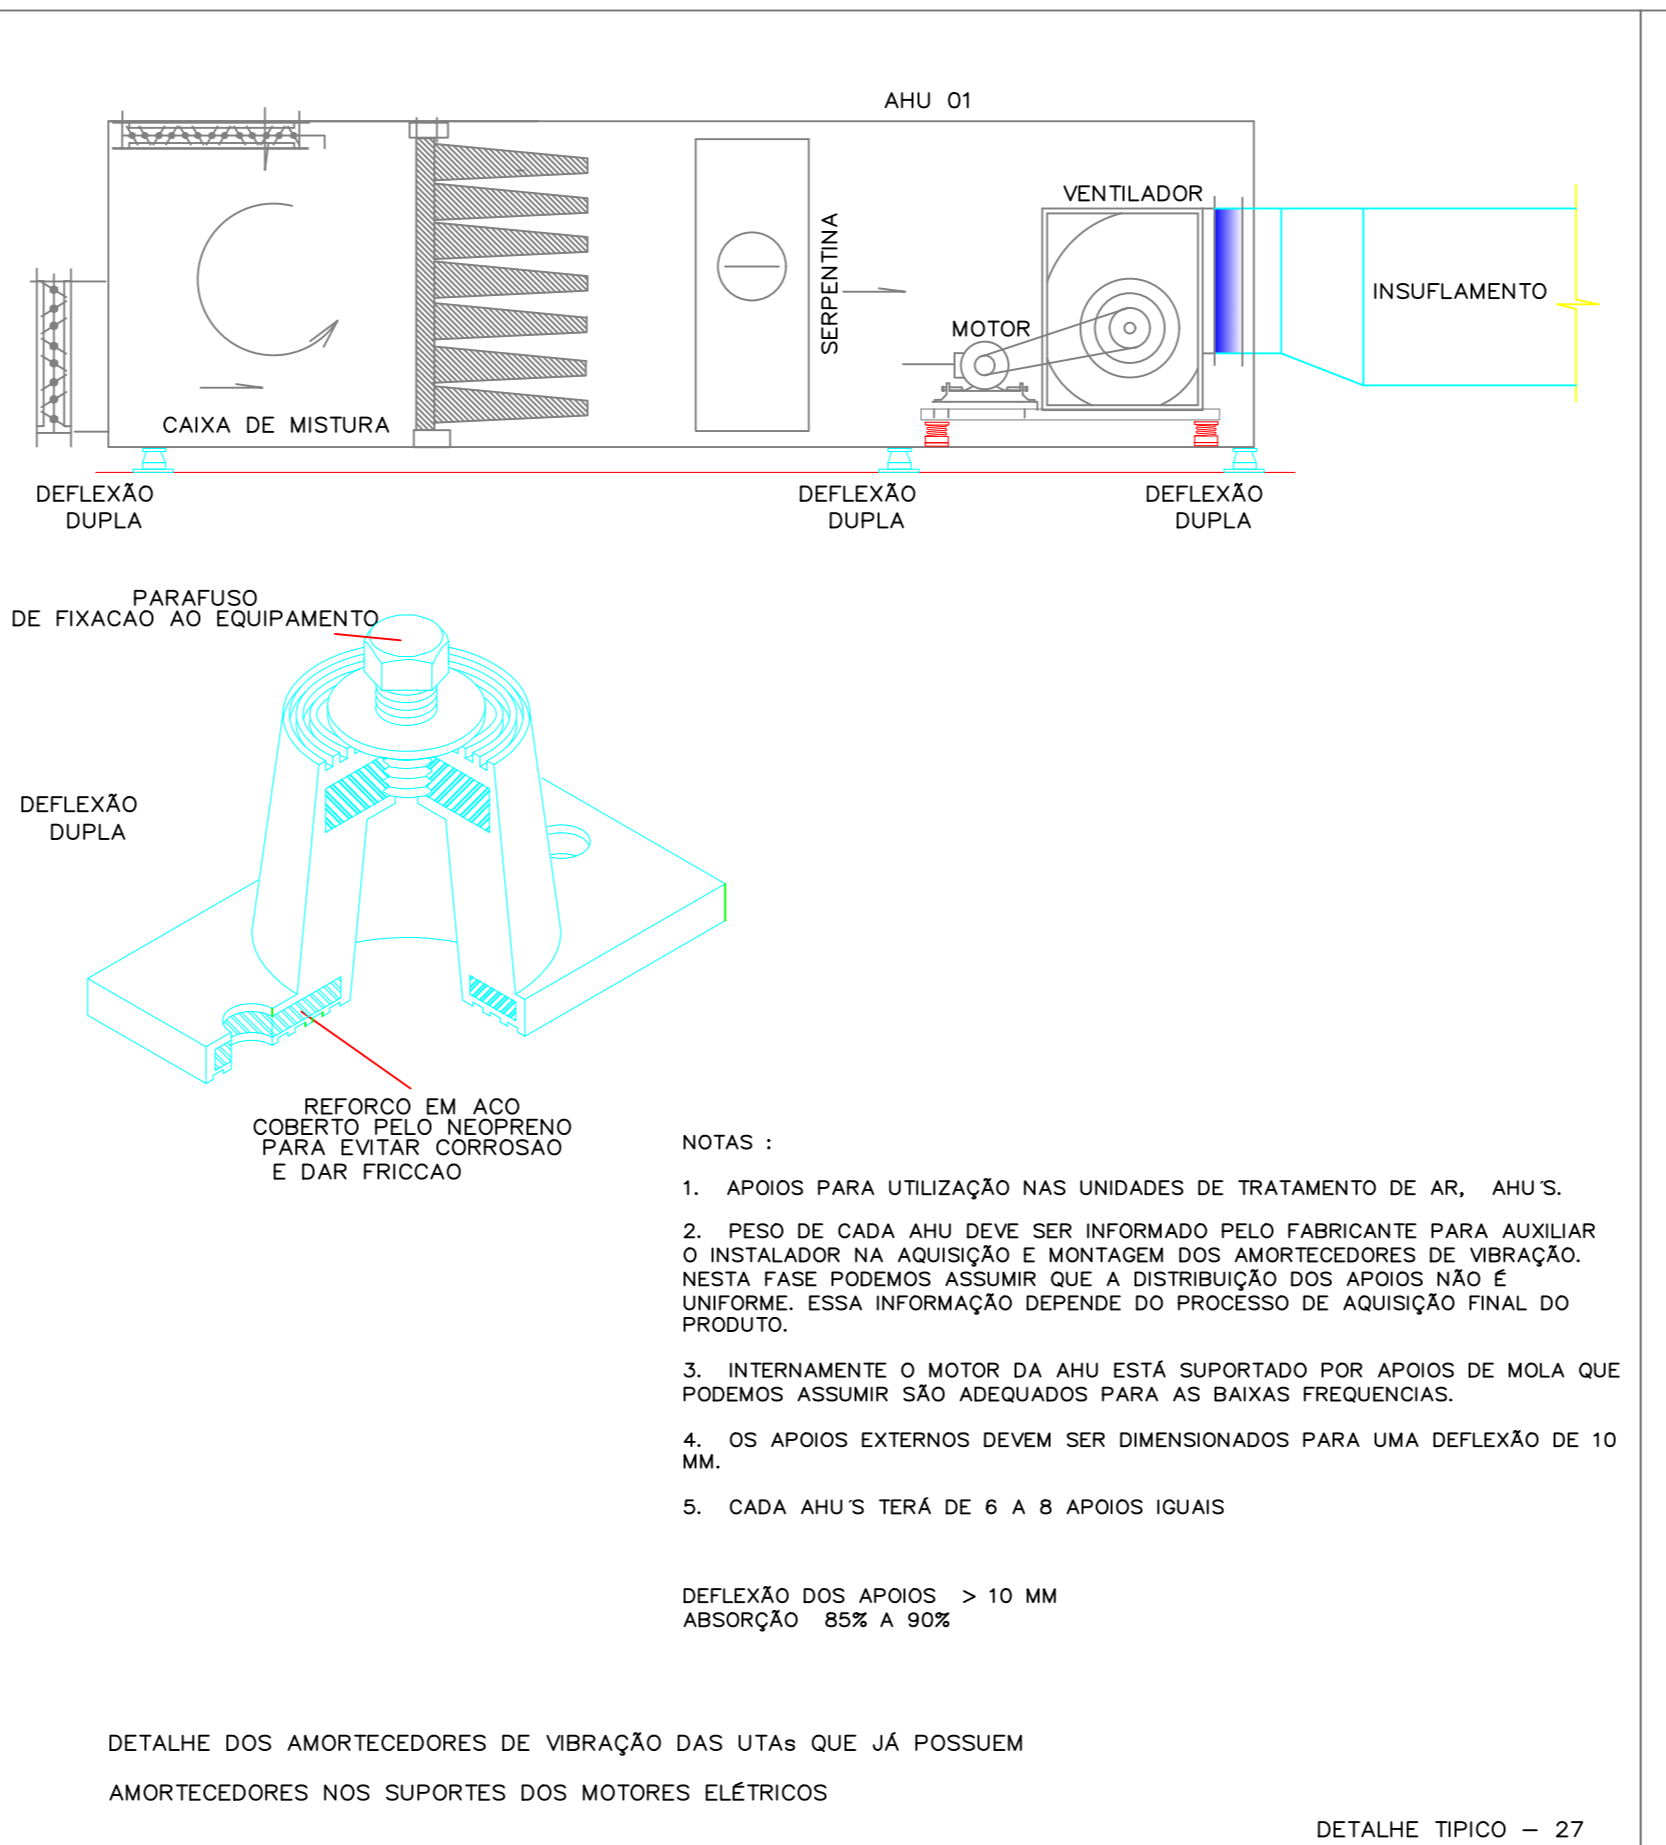 AHU 01
VENTILADOR
SERPENTINA
INSUFLAMENTO
MOTOR
CAIXA DE MISTURA
DEFLEXÃO
DUPLA
DEFLEXÃO
DUPLA
DEFLEXÃO
DUPLA
PARAFUSO
DE FIXACAO AO EQUIPAMENTO
DEFLEXÃO
DUPLA
REFORCO EM ACO
COBERTO PELO NEOPRENO
PARA EVITAR CORROSAO
E DAR FRICCAO
NOTAS :
1. APOIOS PARA UTILIZAÇÃO NAS UNIDADES DE TRATAMENTO DE AR, AHU´S.
2. PESO DE CADA AHU DEVE SER INFORMADO PELO FABRICANTE PARA AUXILIAR
O INSTALADOR NA AQUISIÇÃO E MONTAGEM DOS AMORTECEDORES DE VIBRAÇÃO.
NESTA FASE PODEMOS ASSUMIR QUE A DISTRIBUIÇÃO DOS APOIOS NÃO É
UNIFORME. ESSA INFORMAÇÃO DEPENDE DO PROCESSO DE AQUISIÇÃO FINAL DO
PRODUTO.
3. INTERNAMENTE O MOTOR DA AHU ESTÁ SUPORTADO POR APOIOS DE MOLA QUE
PODEMOS ASSUMIR SÃO ADEQUADOS PARA AS BAIXAS FREQUENCIAS.
4. OS APOIOS EXTERNOS DEVEM SER DIMENSIONADOS PARA UMA DEFLEXÃO DE 10
MM.
5. CADA AHU´S TERÁ DE 6 A 8 APOIOS IGUAIS
DEFLEXÃO DOS APOIOS > 10 MM
ABSORÇÃO 85% A 90%
DETALHE DOS AMORTECEDORES DE VIBRAÇÃO DAS UTAs QUE JÁ POSSUEM
AMORTECEDORES NOS SUPORTES DOS MOTORES ELÉTRICOS
DETALHE TIPICO – 27